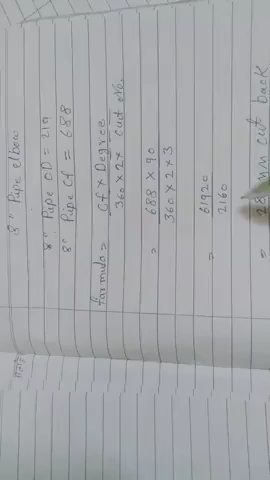 8" Pipe elbow
8" Pipe OD = 219
8" Pipe Cf = 688
formula = Cf x Degree
360 x 2 x cut no.
= 688 x 90
360 x 2 x 3
= 61920
2160
= 28 mm cut back